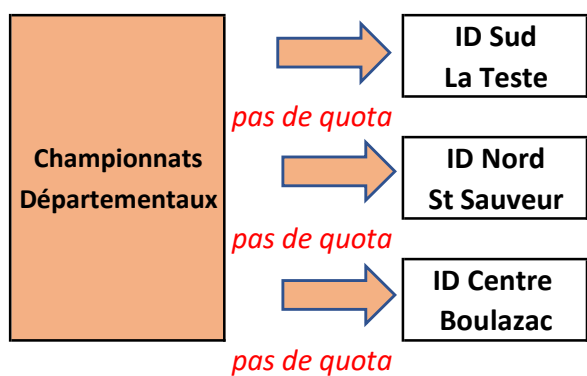 Championnats
Départementaux
ID Sud
La Teste
pas de quota
ID Nord
St Sauveur
pas de quota
ID Centre
Boulazac
pas de quota